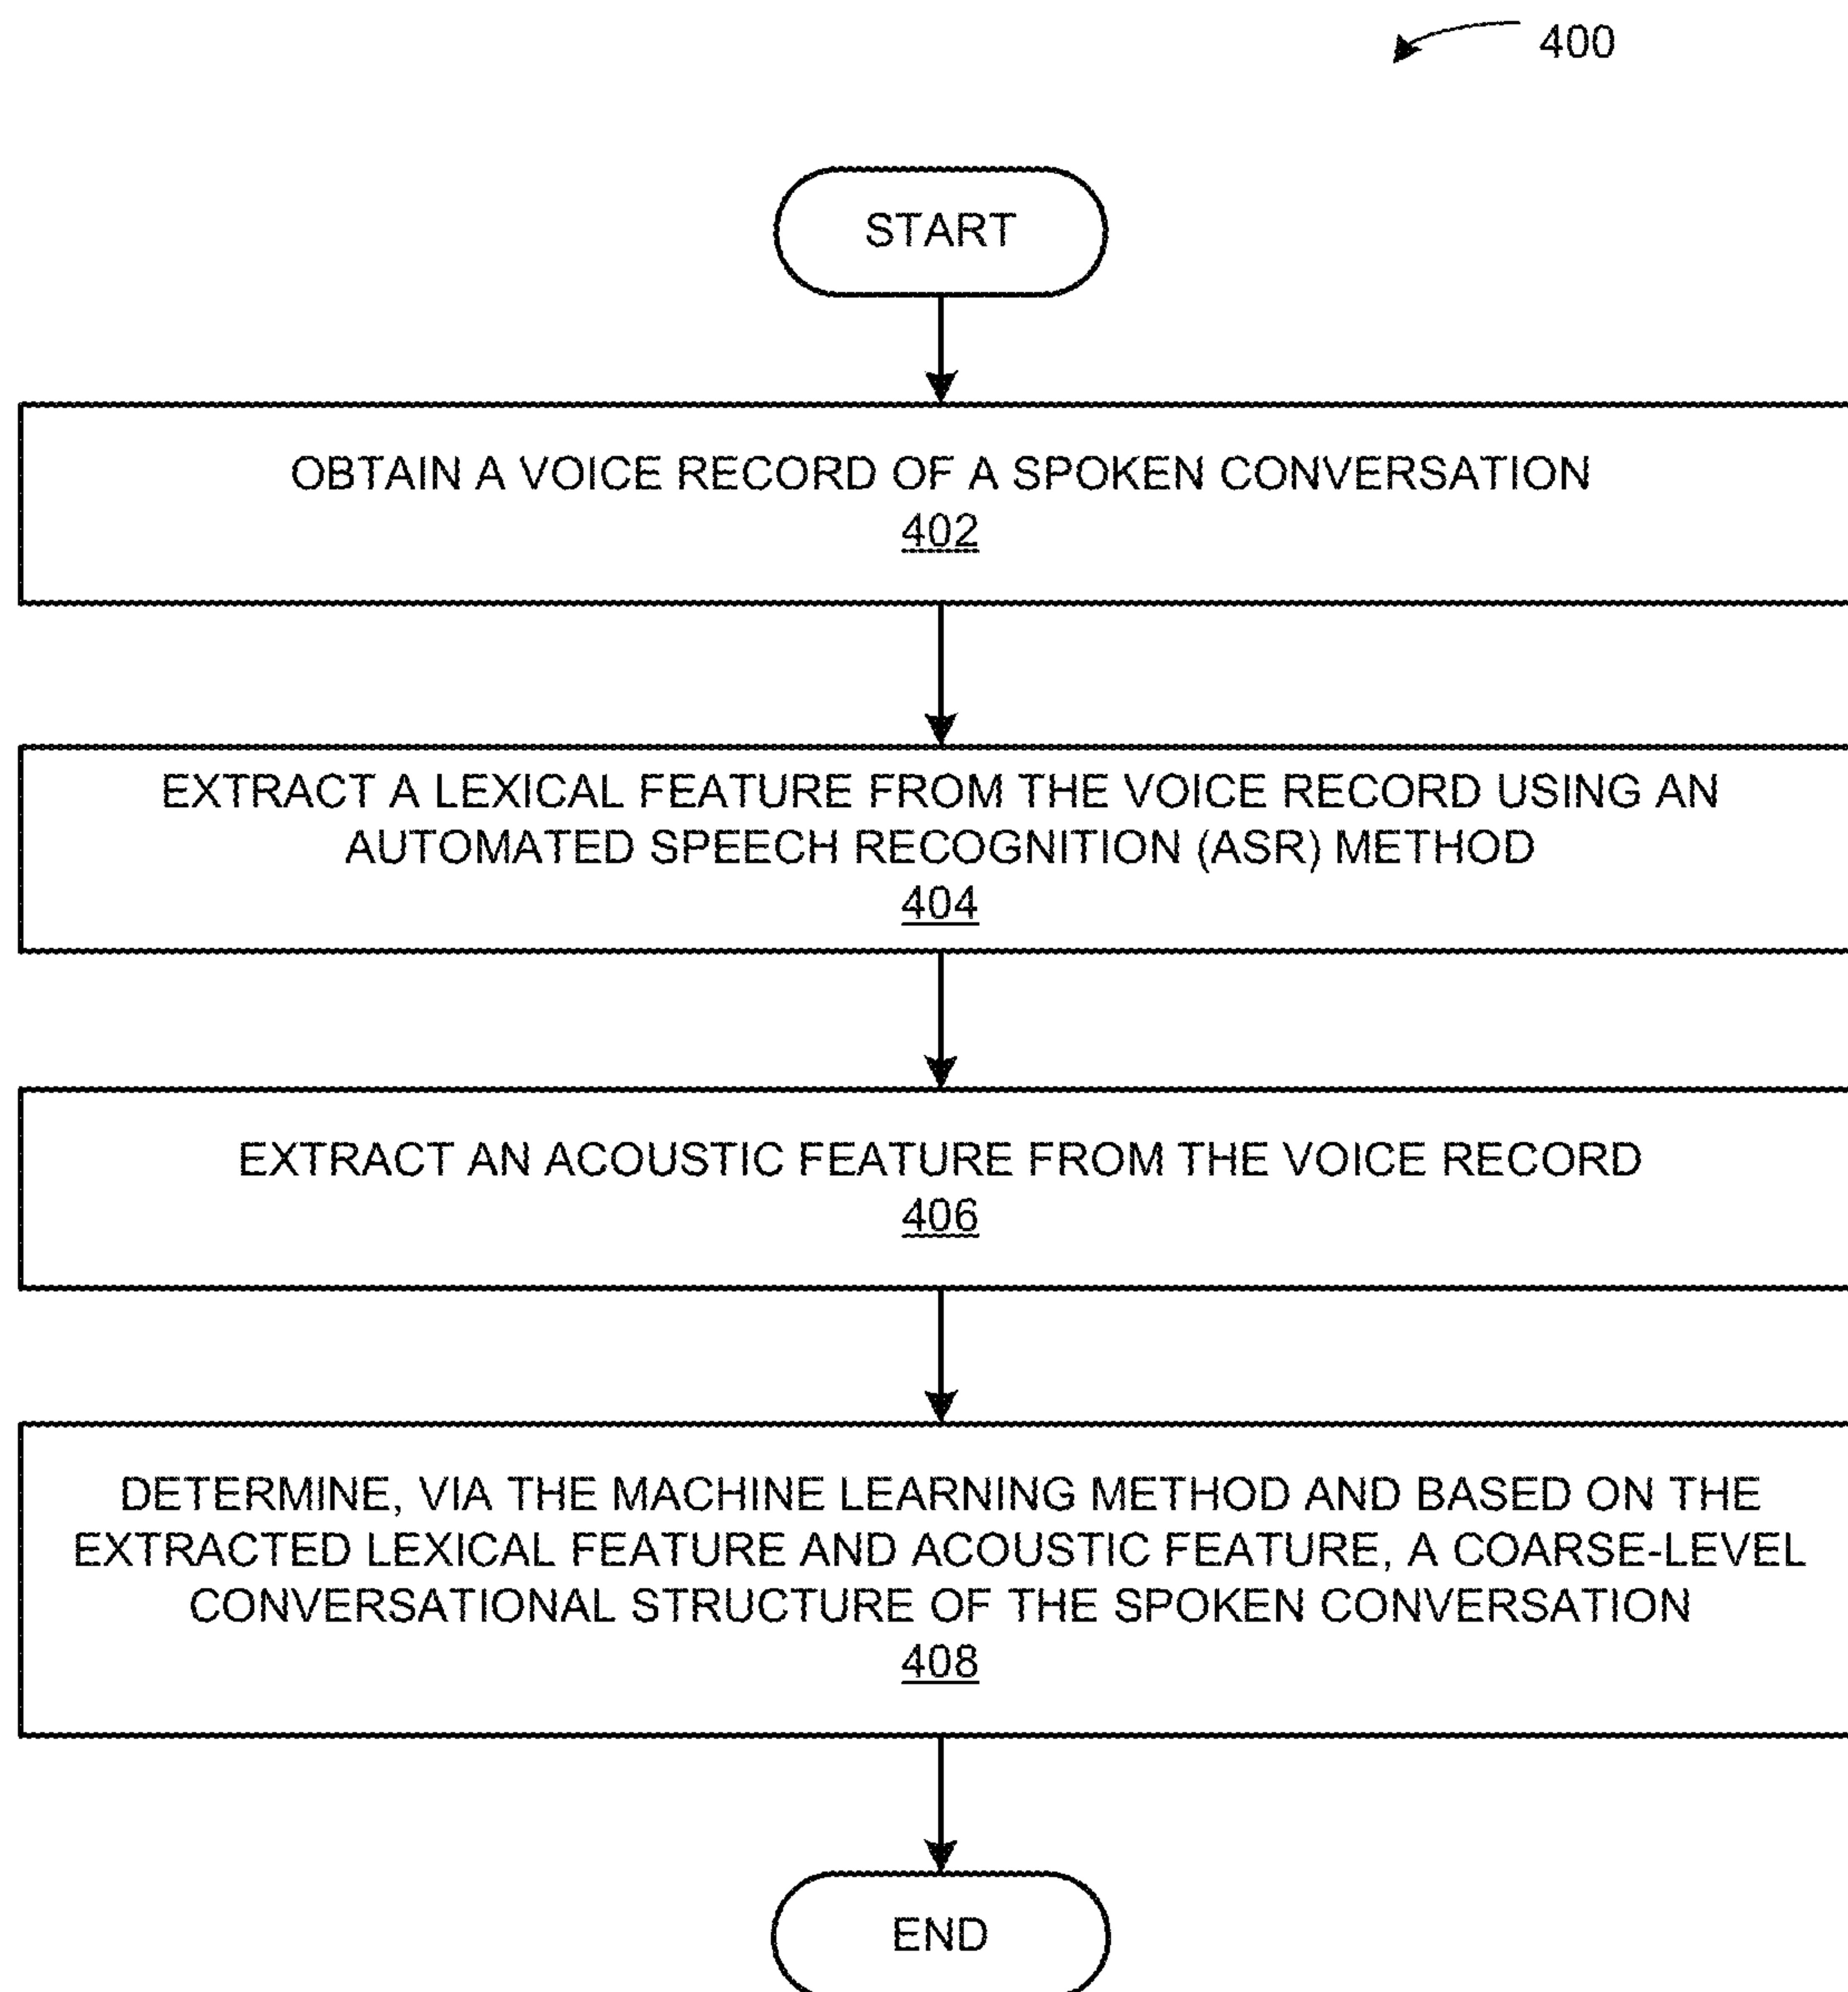 400
START
OBTAIN A VOICE RECORD OF A SPOKEN CONVERSATION
402
EXTRACT A LEXICAL FEATURE FROM THE VOICE RECORD USING AN
AUTOMATED SPEECH RECOGNITION (ASR) METHOD
404
EXTRACT AN ACOUSTIC FEATURE FROM THE VOICE RECORD
406
DETERMINE, VIA THE MACHINE LEARNING METHOD AND BASED ON THE
EXTRACTED LEXICAL FEATURE AND ACOUSTIC FEATURE, A COARSE-LEVEL
CONVERSATIONAL STRUCTURE OF THE SPOKEN CONVERSATION
408
END